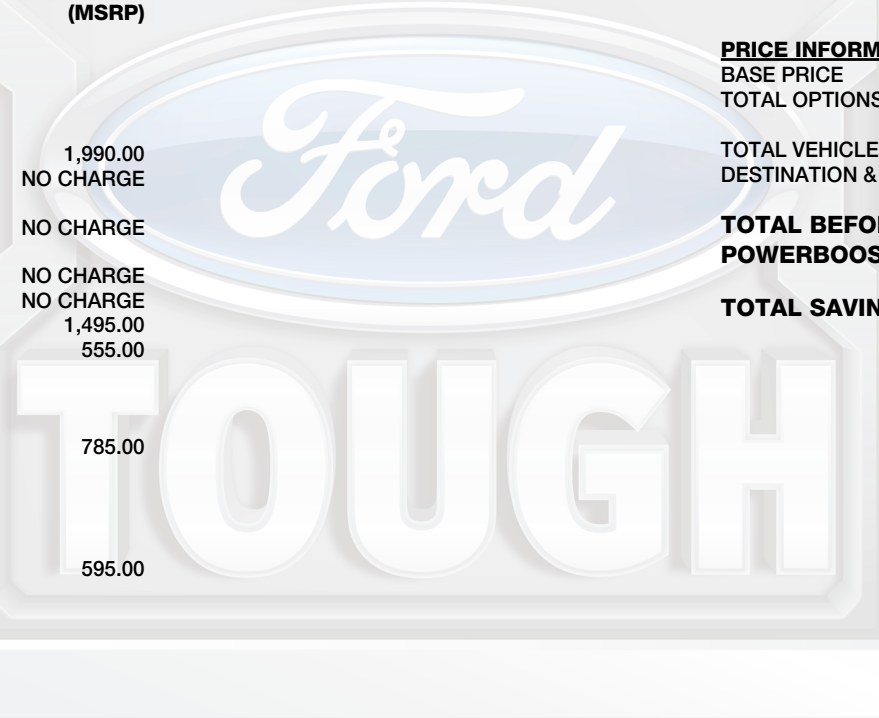 (MSRP)
1,990.00
NO CHARGE
NO CHARGE
NO CHARGE
NO CHARGE
1,495.00
555.00
785.00
595.00
PRICE INFORM
BASE PRICE
TOTAL OPTIONS
TOTAL VEHICLE
DESTINATION &
TOTAL BEFO
POWERBOOS
TOTAL SAVIN
Ford
TOUGH